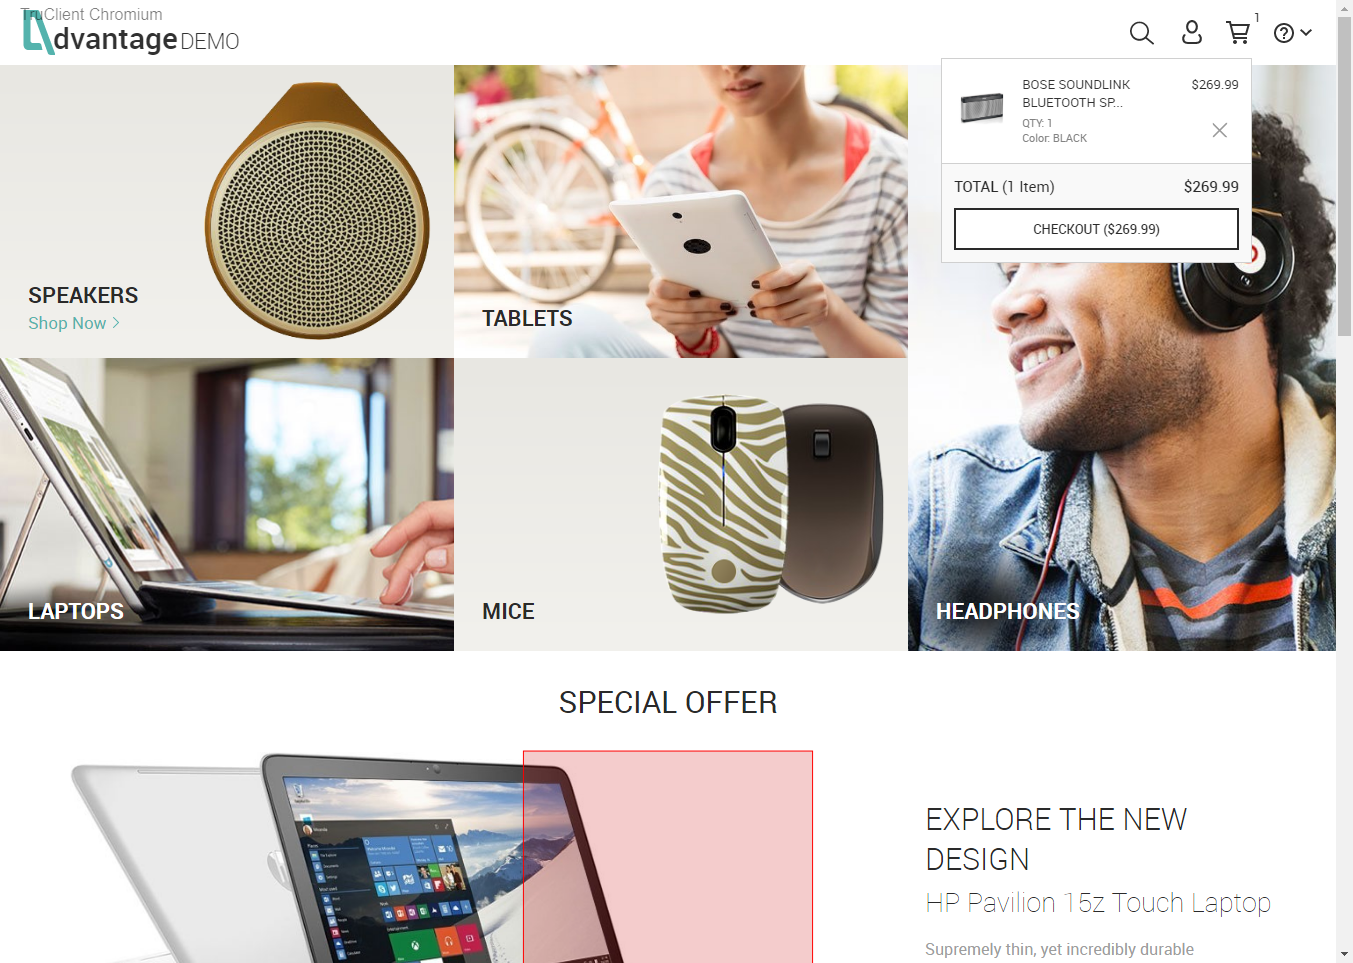 TruClient Chromium
dvantage DEMO
1
BOSE SOUNDLINK
BLUETOOTH SP...
$269.99
QTY: 1
Color: BLACK
TOTAL (1 Item)
$269.99
CHECKOUT ($269.99)
SPEAKERS
Shop Now
TABLETS
LAPTOPS
MICE
HEADPHONES
SPECIAL OFFER
EXPLORE THE NEW
DESIGN
HP Pavilion 15z Touch Laptop
Supremely thin, yet incredibly durable